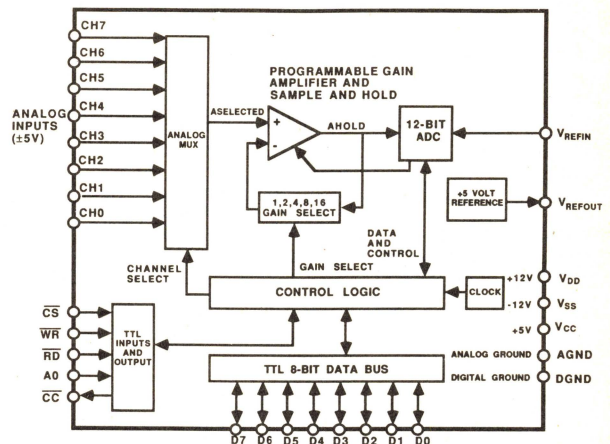 CH7
CH6
CH5
CH4
CH3
CH2
CH1
CH0
ANALOG
INPUTS
(±5V)
ANALOG
MUX
ASELECTED
PROGRAMMABLE GAIN
AMPLIFIER AND
SAMPLE AND HOLD
+
-
AHOLD
12-BIT
ADC
VREFIN
+5 VOLT
REFERENCE
VREFOUT
1,2,4,8,16
GAIN SELECT
DATA
AND
CONTROL
CHANNEL
SELECT
GAIN SELECT
CONTROL LOGIC
CLOCK
+12V
VDD
-12V
VSS
+5V
VCC
ANALOG GROUND
AGND
DIGITAL GROUND
DGND
CS
WR
RD
A0
CC
TTL
INPUTS
AND
OUTPUT
TTL 8-BIT DATA BUS
D7 D6 D5 D4 D3 D2 D1 D0